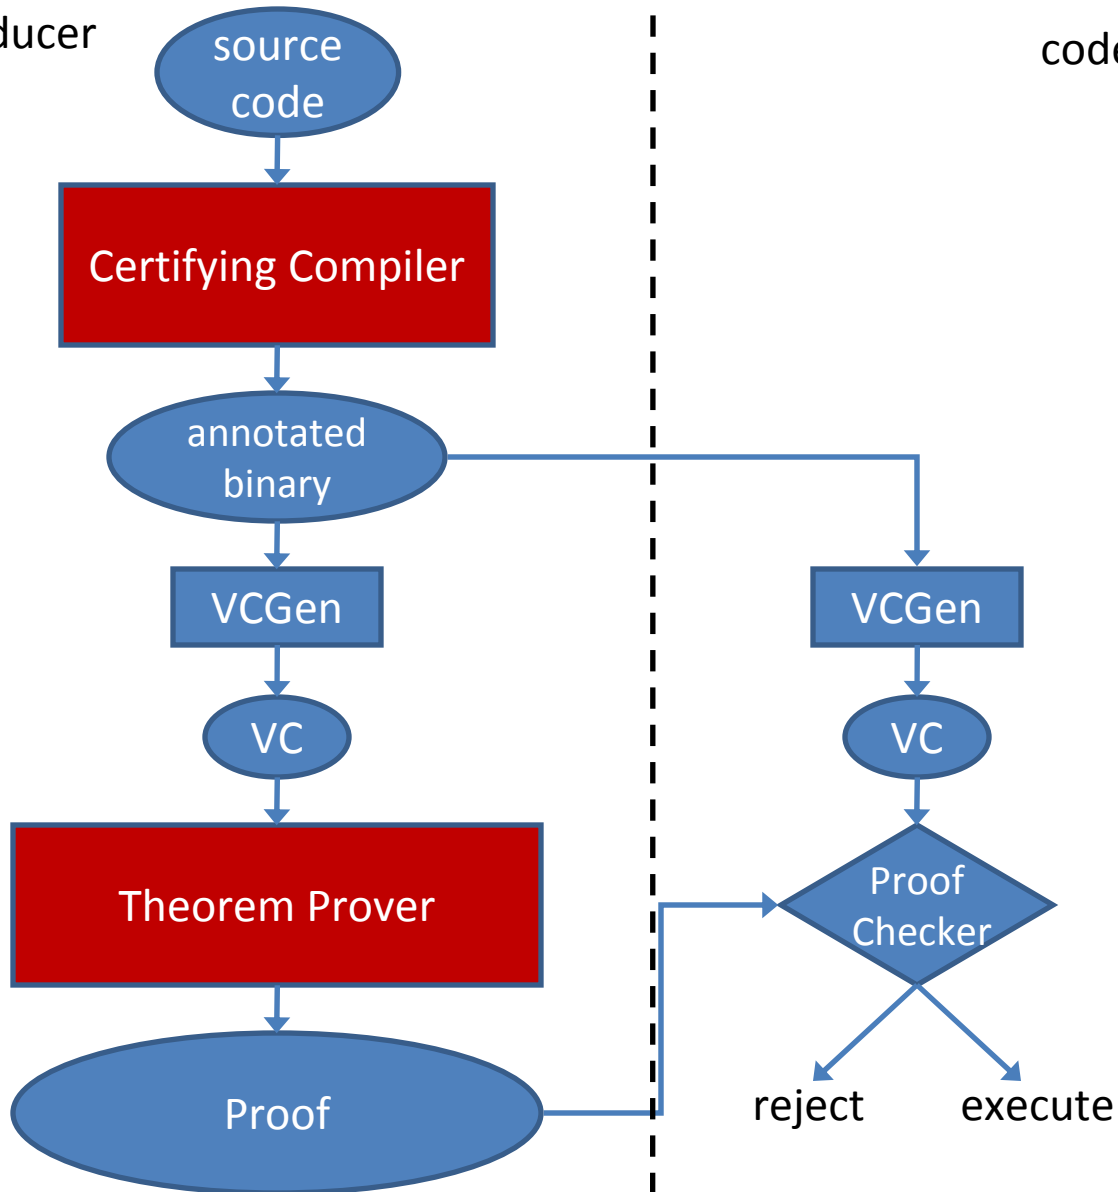 ducer
code
source
code
Certifying Compiler
annotated
binary
VCGen
VCGen
VC
VC
Theorem Prover
Proof
Checker
Proof
reject
execute